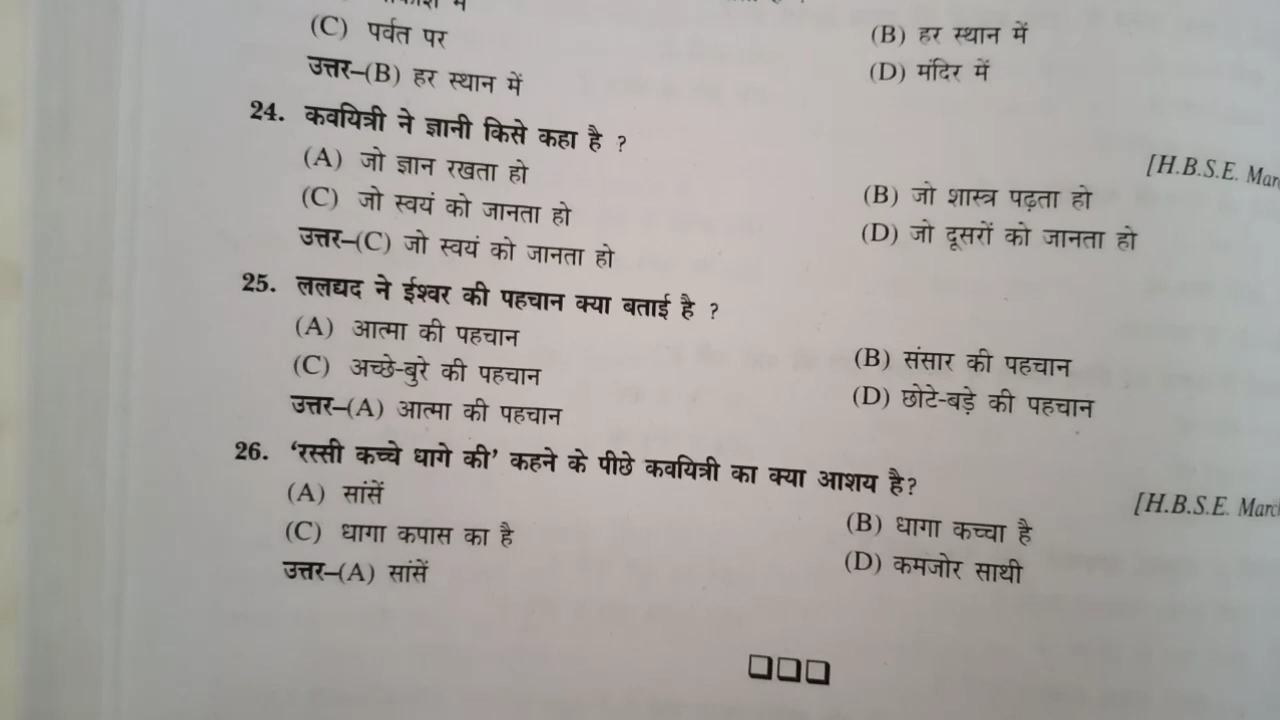 (C) पर्वत पर (B) हर स्थान में
उत्तर–(B) हर स्थान में (D) मंदिर में
24. कवयित्री ने ज्ञानी किसे कहा है ?
(A) जो ज्ञान रखता हो [H.B.S.E.
(C) जो स्वयं को जानता हो (B) जो शास्त्र पढ़ता हो
उत्तर–(C) जो स्वयं को जानता हो (D) जो दूसरों को जानता हो
25. ललद्यद ने ईश्वर की पहचान क्या बताई है ?
(A) आत्मा की पहचान
(C) अच्छे-बुरे की पहचान (B) संसार की पहचान
उत्तर–(A) आत्मा की पहचान (D) छोटे-बड़े की पहचान
26. ‘रस्सी कच्चे धागे की’ कहने के पीछे कवयित्री का क्या आशय है?
(A) सांसें [H.B.S.E.
(C) धागा कपास का है (B) धागा कच्चा है
उत्तर–(A) सांसें (D) कमजोर साथी